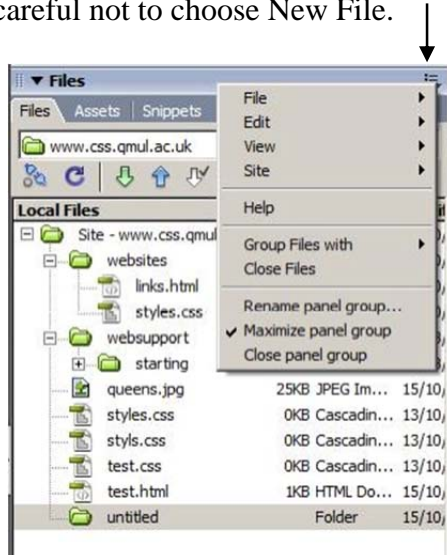 careful not to choose New File.
Files
Files Assets Snippets
www.css.qmul.ac.uk
File
Edit
View
Site
Help
Group Files with
Close Files
Rename panel group...
Maximize panel group
Close panel group
Local Files
Site - www.css.qmul
websites
links.html
styles.css
websupport
starting
queens.jpg 25KB JPEG Im... 15/10/
styles.css 0KB Cascadin... 13/10/
styls.css 0KB Cascadin... 13/10/
test.css 0KB Cascadin... 13/10/
test.html 1KB HTML Do... 15/10/
untitled Folder 15/10/